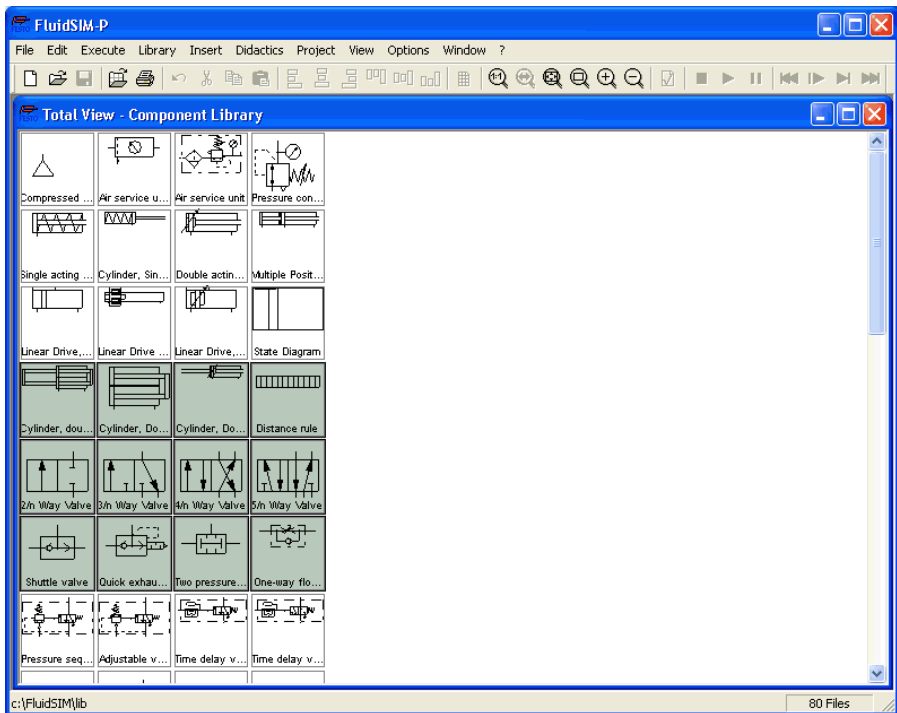 FluidSIM-P
File Edit Execute Library Insert Didactics Project View Options Window ?
Total View - Component Library
Compressed ... Air service u... Air service unit Pressure con...
Single acting ... Cylinder, Sin... Double actin... Multiple Posit...
Linear Drive,... Linear Drive ... Linear Drive,... State Diagram
Cylinder, dou... Cylinder, Do... Cylinder, Do... Distance rule
2/n Way Valve 3/n Way Valve 4/n Way Valve 5/n Way Valve
Shuttle valve Quick exhau... Two pressure... One-way flo...
Pressure seq... Adjustable v... Time delay v... Time delay v...
c:\FluidSIM\lib 80 Files